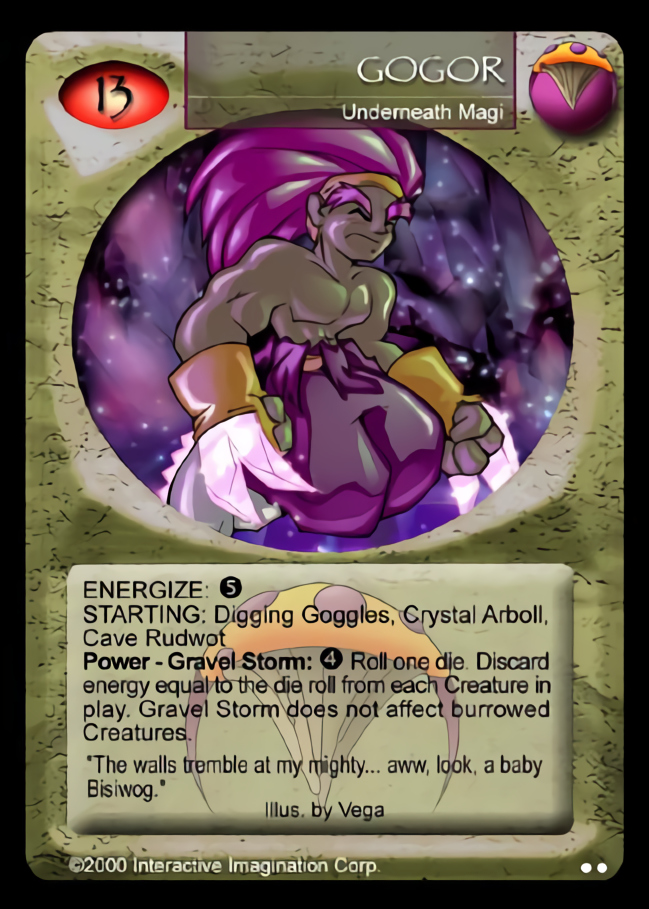 13
GOGOR
Underneath Magi
ENERGIZE: 5
STARTING: Digging Goggles, Crystal Arboll,
Cave Rudwot
Power - Gravel Storm: 4 Roll one die. Discard
energy equal to the die roll from each Creature in
play. Gravel Storm does not affect burrowed
Creatures.
"The walls tremble at my mighty... aww, look, a baby
Bisiwog."
Illus. by Vega
©2000 Interactive Imagination Corp.